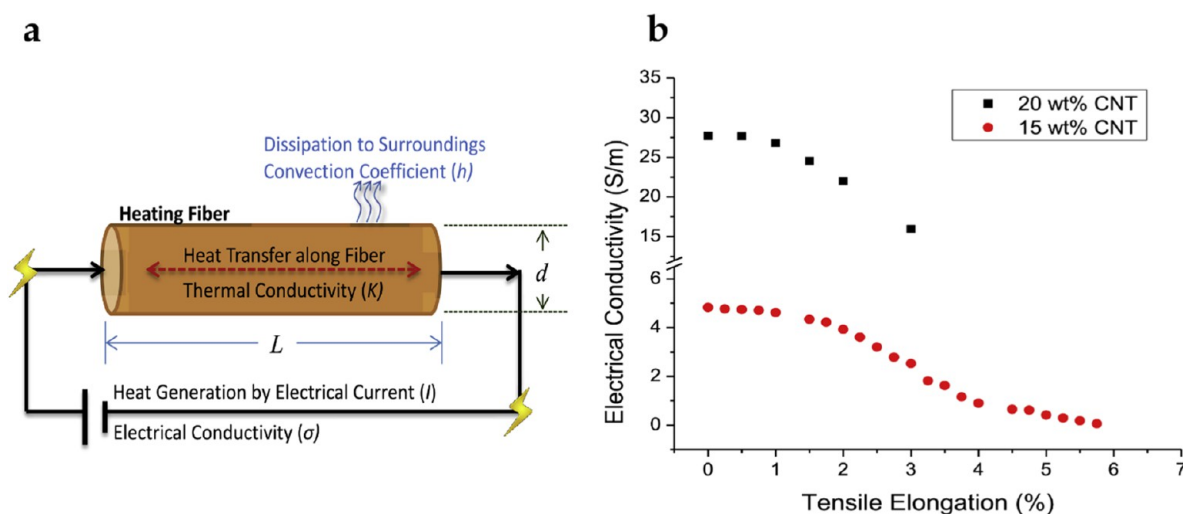 a
Dissipation to Surroundings
Convection Coefficient (h)
Heating Fiber
Heat Transfer along Fiber
Thermal Conductivity (K)
d
L
Heat Generation by Electrical Current (I)
Electrical Conductivity (σ)
b
20 wt% CNT
15 wt% CNT
Electrical Conductivity (S/m)
35
30
25
20
15
6
4
2
0
0 1 2 3 4 5 6 7
Tensile Elongation (%)